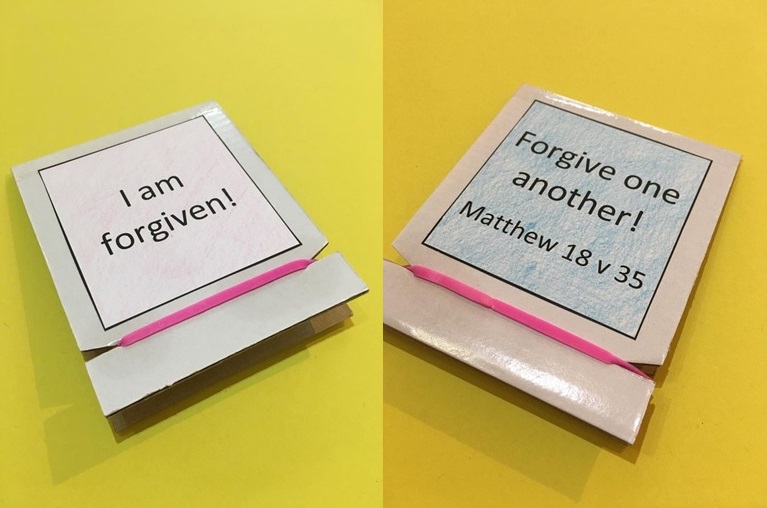 I am
forgiven!
Forgive one
another!
Matthew 18 v 35